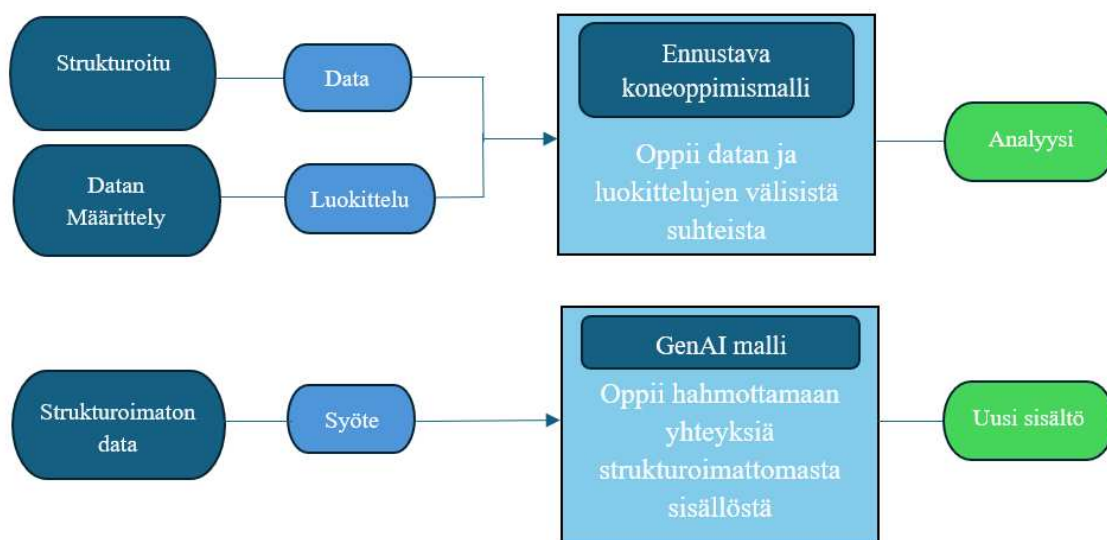 Strukturoitu
Data
Ennustava
koneoppimismalli
Oppii datan ja
luokittelujen välisistä
suhteista
Analyysi
Datan
Määrittely
Luokittelu
Strukturoimaton
data
Syöte
GenAI malli
Oppii hahmottamaan
yhteyksiä
strukturoimattomasta
sisällöstä
Uusi sisältö